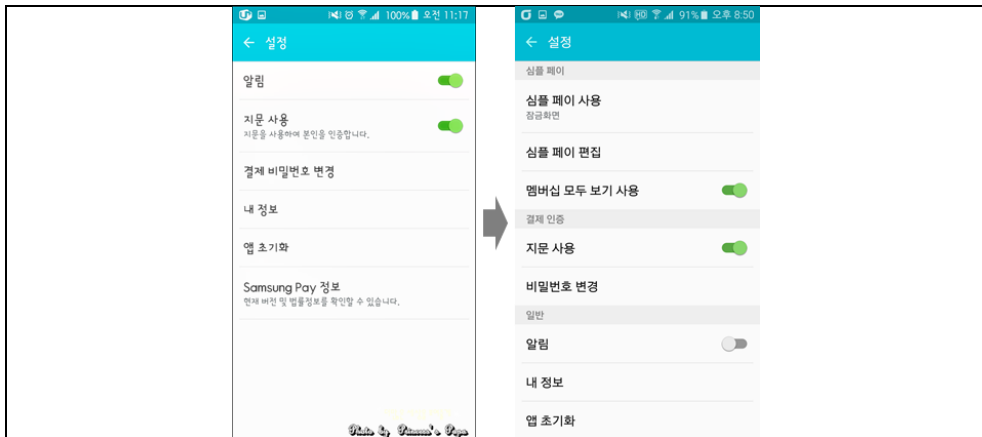 100% 오전 11:17
← 설정
알림
지문 사용
지문을 사용하여 본인을 인증합니다.
결제 비밀번호 변경
내 정보
앱 초기화
Samsung Pay 정보
현재 버전 및 법률정보를 확인할 수 있습니다.
Photo by Princess's Papa
91% 오후 8:50
← 설정
심플 페이
심플 페이 사용
잠금화면
심플 페이 편집
멤버십 모두 보기 사용
결제 인증
지문 사용
비밀번호 변경
일반
알림
내 정보
앱 초기화